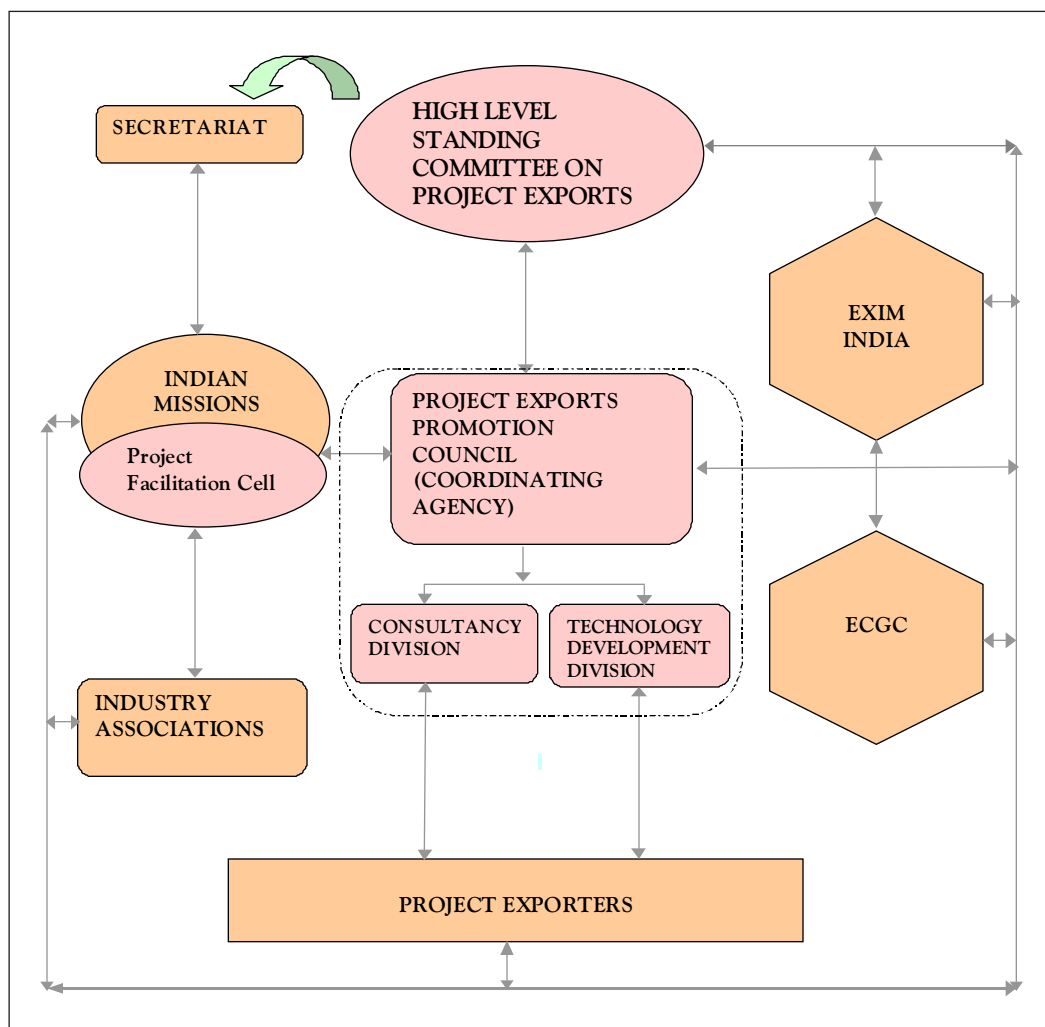 SECRETARIAT
HIGH LEVEL
STANDING
COMMITTEE ON
PROJECT EXPORTS
EXIM
INDIA
INDIAN
MISSIONS
Project
Facilitation Cell
PROJECT EXPORTS
PROMOTION
COUNCIL
(COORDINATING
AGENCY)
CONSULTANCY
DIVISION
TECHNOLOGY
DEVELOPMENT
DIVISION
ECGC
INDUSTRY
ASSOCIATIONS
PROJECT EXPORTERS